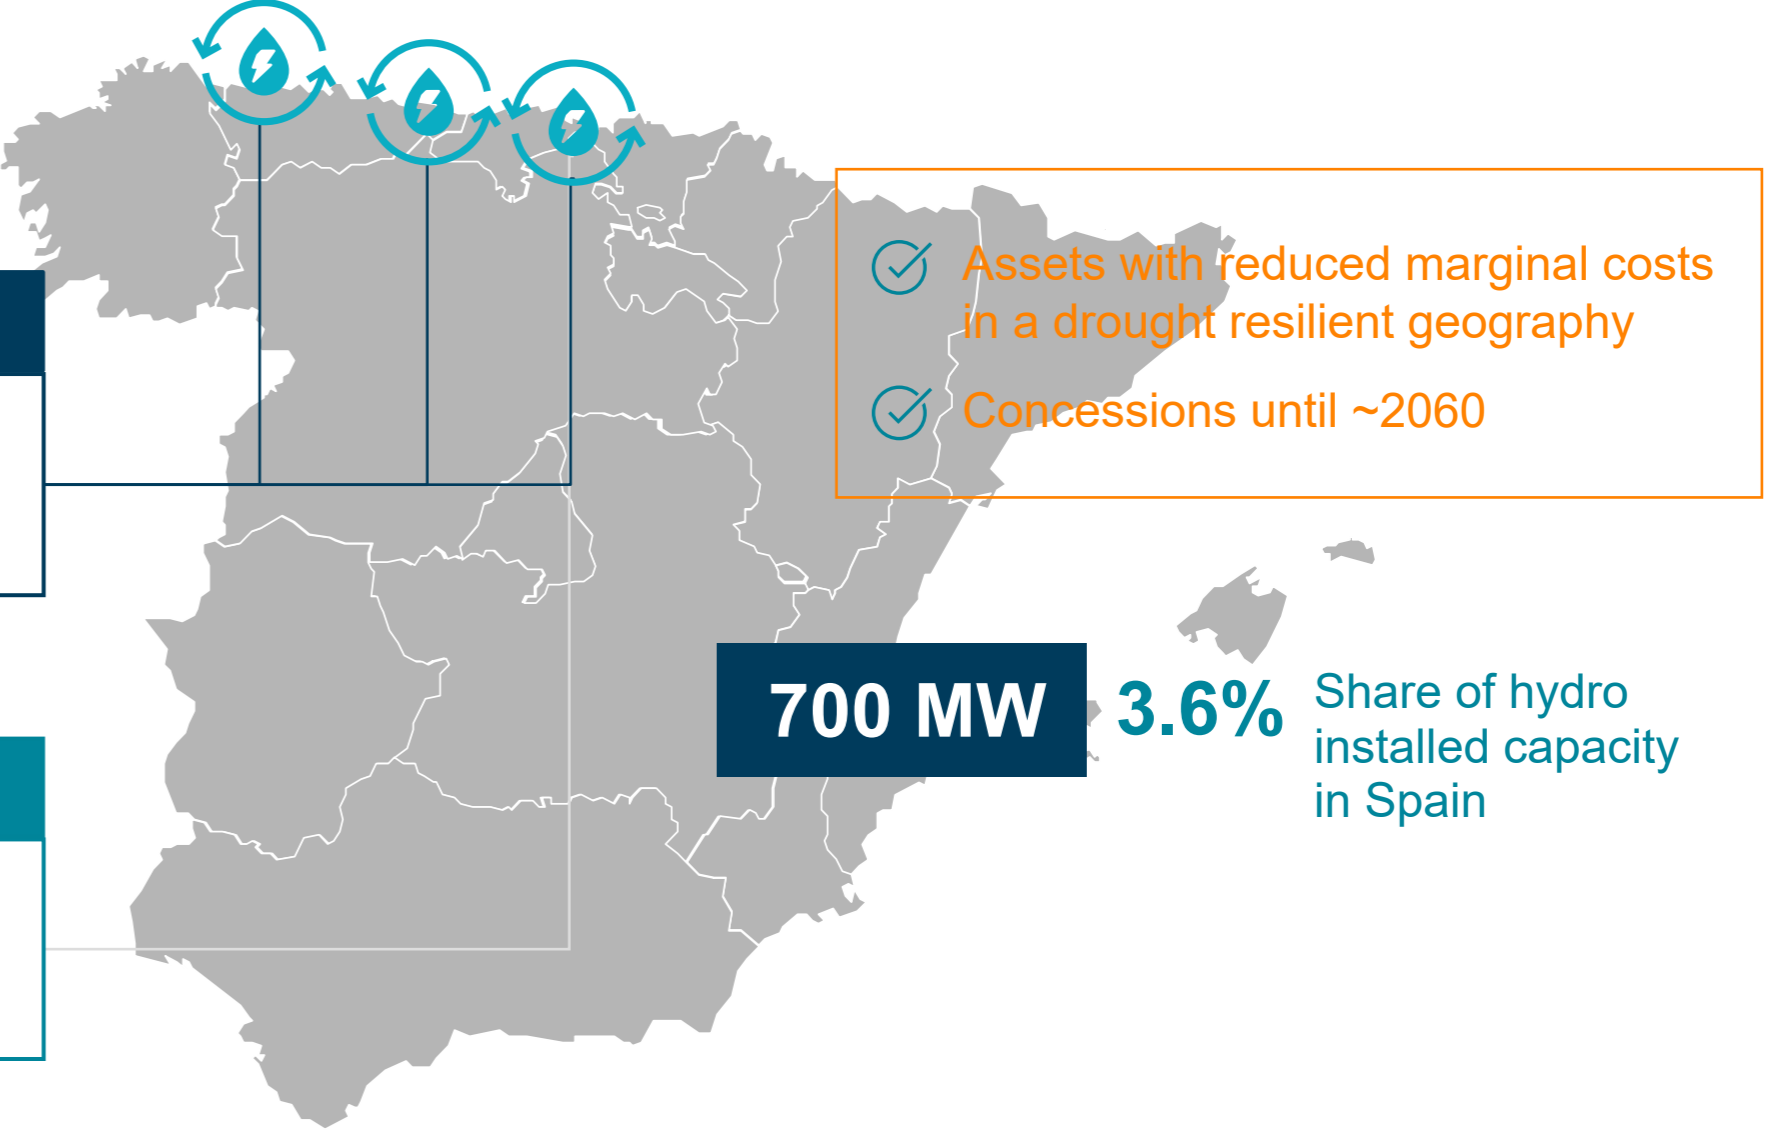 Assets with reduced marginal costs
in a drought resilient geography
Concessions until ~2060
700 MW
3.6%
Share of hydro
installed capacity
in Spain